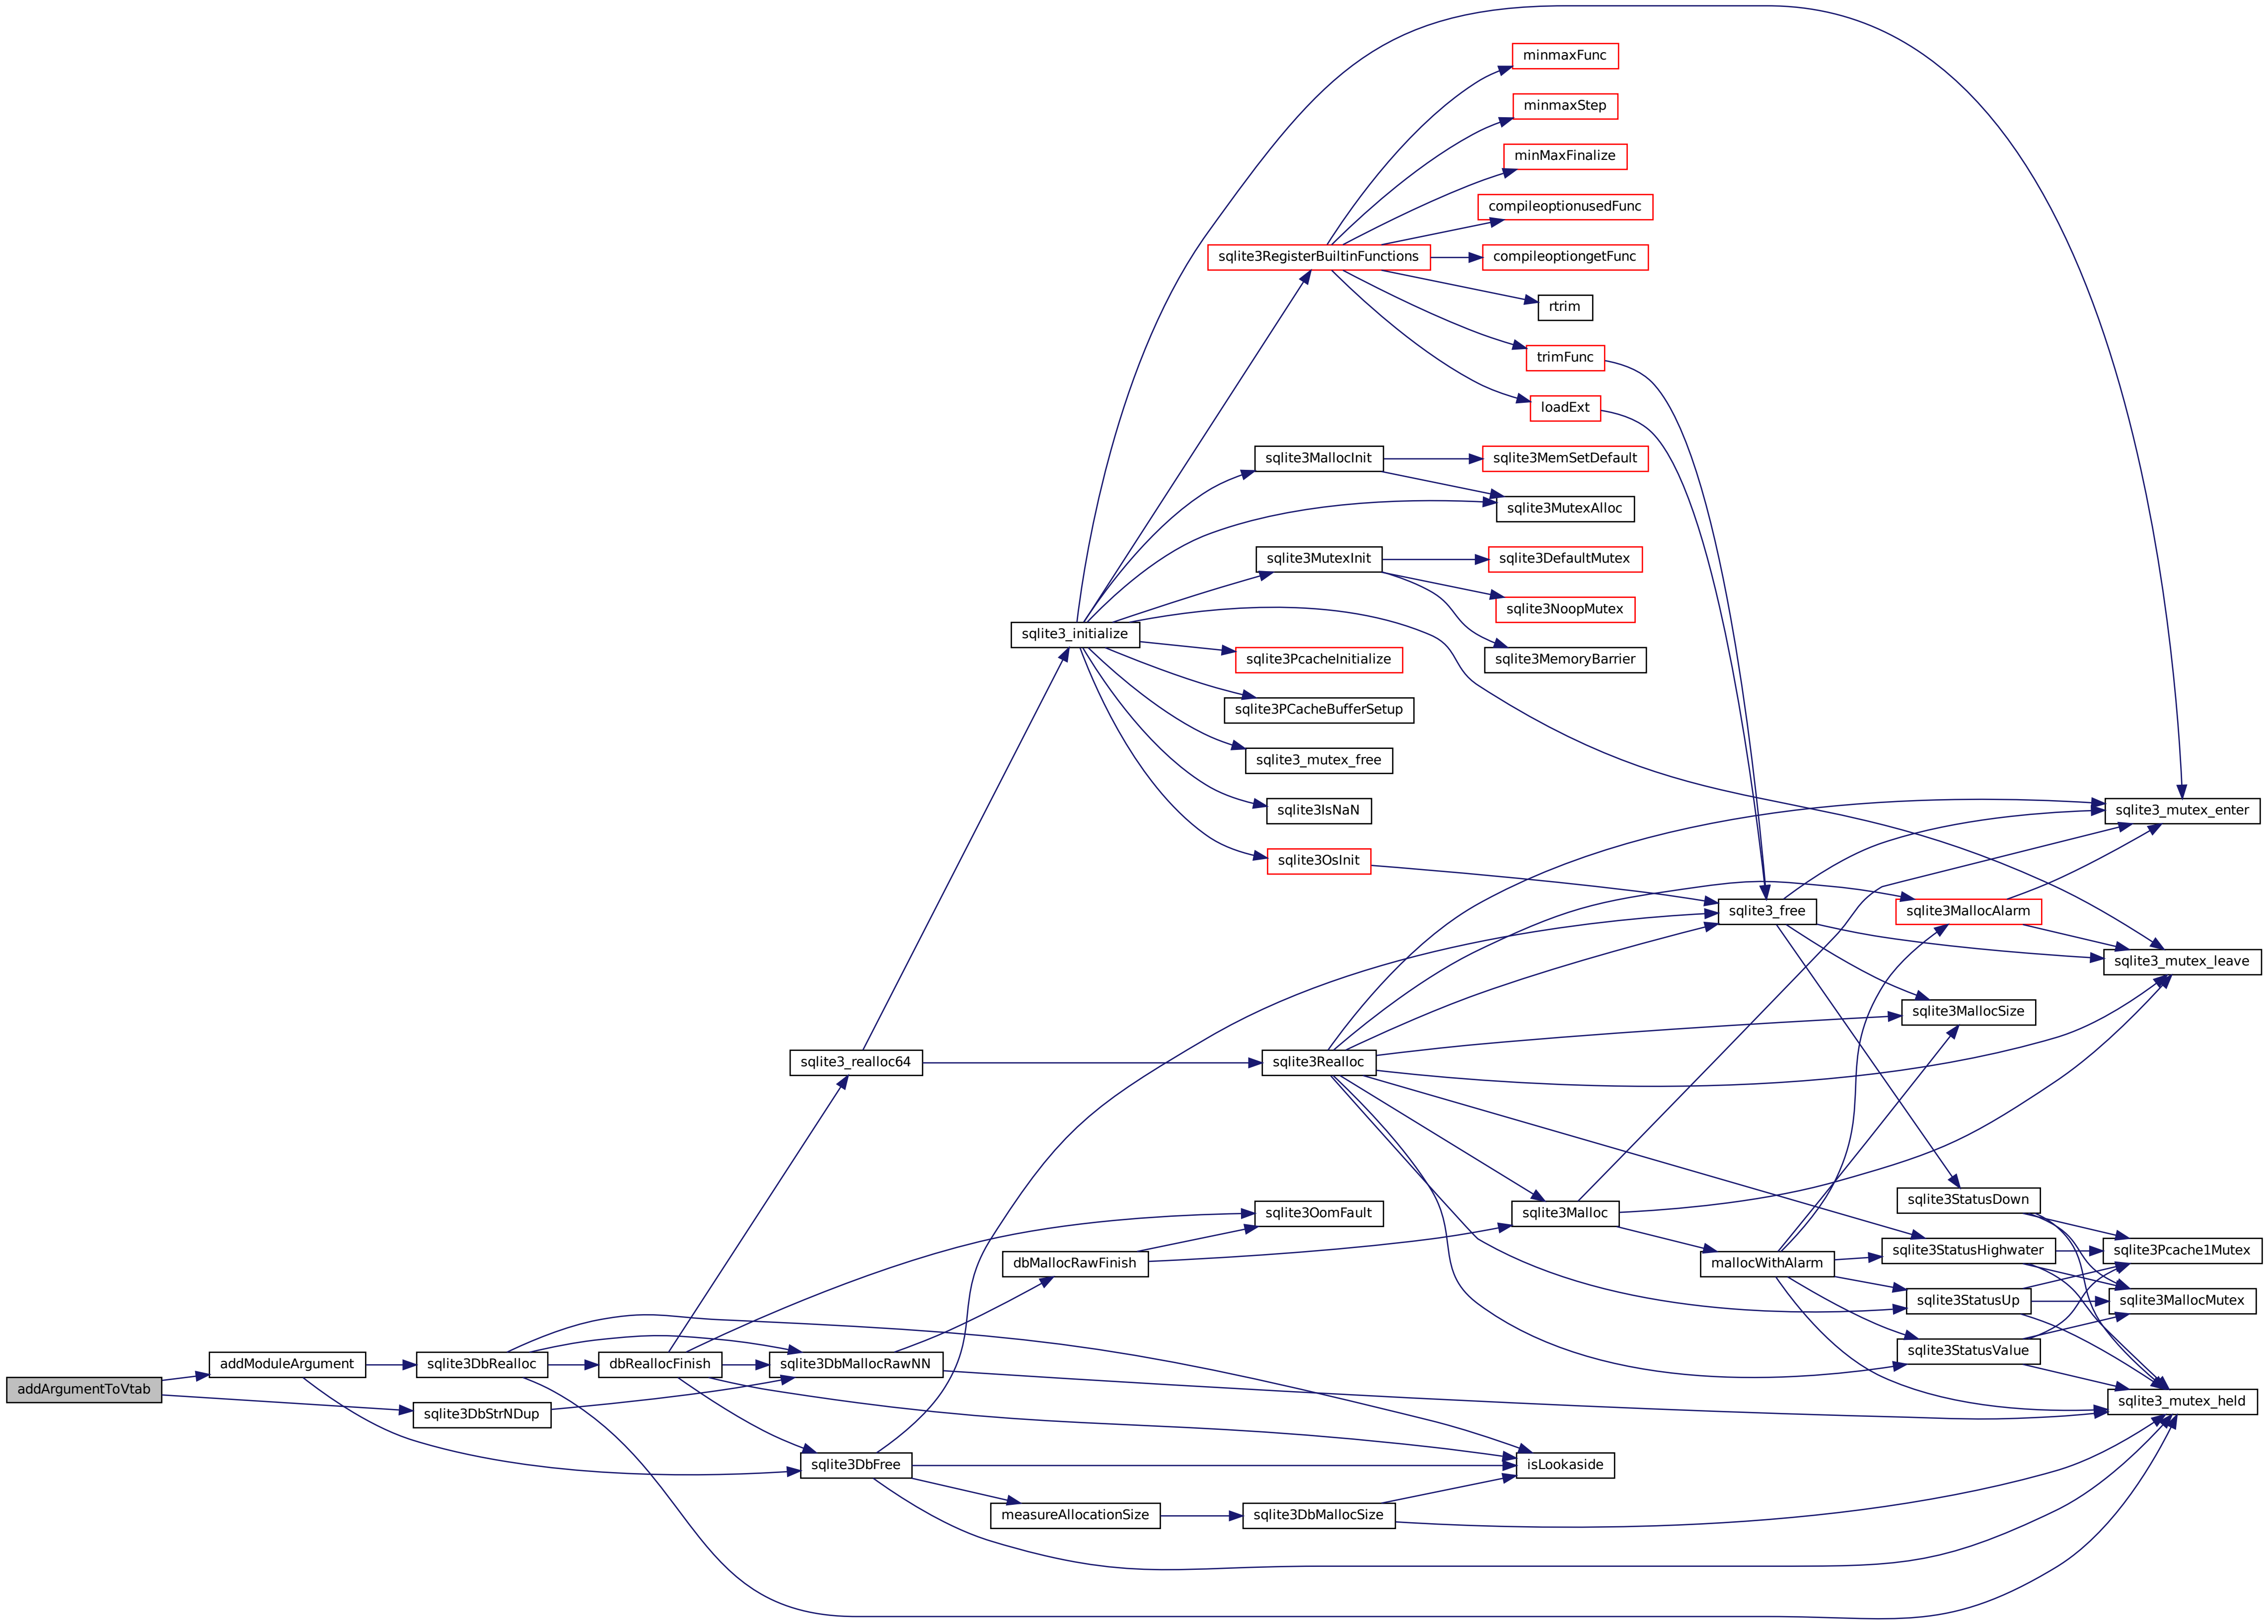 minmaxFunc
minmaxStep
minMaxFinalize
compileoptionusedFunc
sqlite3RegisterBuiltinFunctions
compileoptiongetFunc
rtrim
trimFunc
loadExt
sqlite3MallocInit
sqlite3MemSetDefault
sqlite3MutexAlloc
sqlite3MutexInit
sqlite3DefaultMutex
sqlite3NoopMutex
sqlite3_initialize
sqlite3PcacheInitialize
sqlite3MemoryBarrier
sqlite3PCacheBufferSetup
sqlite3_mutex_free
sqlite3IsNaN
sqlite3_mutex_enter
sqlite3OsInit
sqlite3_free
sqlite3MallocAlarm
sqlite3_mutex_leave
sqlite3MallocSize
sqlite3_realloc64
sqlite3Realloc
sqlite3StatusDown
sqlite3OomFault
sqlite3Malloc
sqlite3StatusHighwater
sqlite3Pcache1Mutex
dbMallocRawFinish
mallocWithAlarm
sqlite3StatusUp
sqlite3MallocMutex
sqlite3StatusValue
addModuleArgument
sqlite3DbRealloc
dbReallocFinish
sqlite3DbMallocRawNN
addArgumentToVtab
sqlite3_mutex_held
sqlite3DbStrNDup
sqlite3DbFree
isLookaside
measureAllocationSize
sqlite3DbMallocSize